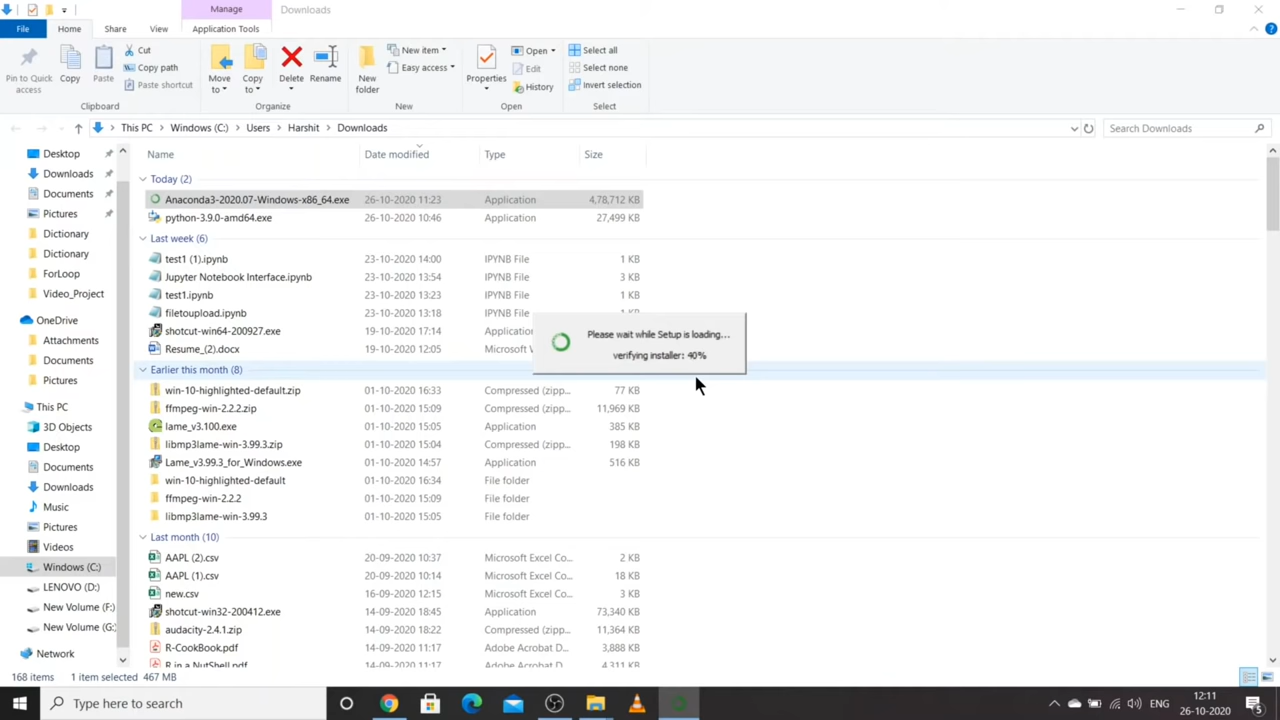 Manage
Downloads
File
Home
Share
View
Application Tools
Pin to Quick access
Copy
Paste
Cut
Copy path
Paste shortcut
Clipboard
Move to
Copy to
Delete
Rename
Organize
New folder
New item
Easy access
New
Properties
Open
Edit
History
Open
Select all
Select none
Invert selection
Select
This PC
Windows (C:)
Users
Harshit
Downloads
Search Downloads
Desktop
Downloads
Documents
Pictures
Dictionary
Dictionary
ForLoop
Video_Project
OneDrive
Attachments
Documents
Pictures
This PC
3D Objects
Desktop
Documents
Downloads
Music
Pictures
Videos
Windows (C:)
LENOVO (D:)
New Volume (F:)
New Volume (G:)
Network
Name Date modified Type Size
Today (2)
Anaconda3-2020.07-Windows-x86_64.exe 26-10-2020 11:23 Application 4,78,712 KB
python-3.9.0-amd64.exe 26-10-2020 10:46 Application 27,499 KB
Last week (6)
test1 (1).ipynb 23-10-2020 14:00 IPYNB File 1 KB
Jupyter Notebook Interface.ipynb 23-10-2020 13:54 IPYNB File 3 KB
test1.ipynb 23-10-2020 13:23 IPYNB File 1 KB
filetoupload.ipynb 23-10-2020 13:18 IPYNB File 1 KB
shotcut-win64-200927.exe 19-10-2020 17:14 Applicatio
Resume_(2).docx 19-10-2020 12:05 Microsoft W
Please wait while Setup is loading...
verifying installer: 40%
Earlier this month (8)
win-10-highlighted-default.zip 01-10-2020 16:33 Compressed (zipp... 77 KB
ffmpeg-win-2.2.2.zip 01-10-2020 15:09 Compressed (zipp... 11,969 KB
lame_v3.100.exe 01-10-2020 15:05 Application 385 KB
libmp3lame-win-3.99.3.zip 01-10-2020 15:04 Compressed (zipp... 198 KB
Lame_v3.99.3_for_Windows.exe 01-10-2020 14:57 Application 516 KB
win-10-highlighted-default 01-10-2020 16:34 File folder
ffmpeg-win-2.2.2 01-10-2020 15:09 File folder
libmp3lame-win-3.99.3 01-10-2020 15:05 File folder
Last month (10)
AAPL (2).csv 20-09-2020 10:37 Microsoft Excel Co... 2 KB
AAPL (1).csv 20-09-2020 10:14 Microsoft Excel Co... 18 KB
new.csv 16-09-2020 12:15 Microsoft Excel Co... 3 KB
shotcut-win32-200412.exe 14-09-2020 18:45 Application 73,340 KB
audacity-2.4.1.zip 14-09-2020 18:22 Compressed (zipp... 11,364 KB
R-CookBook.pdf 14-09-2020 11:17 Adobe Acrobat D... 3,888 KB
R in a NutShell.pdf 14-09-2020 11:17 Adobe Acrobat D... 4,311 KB
168 items 1 item selected 467 MB
Type here to search
ENG
12:11
26-10-2020
5